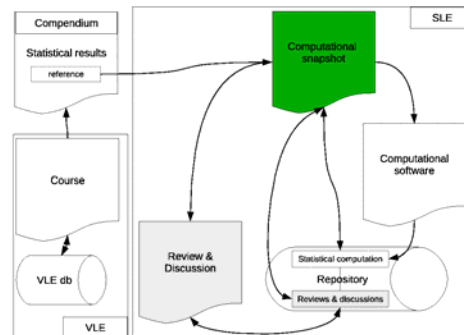 Compendium
Statistical results
reference
Course
VLE db
VLE
SLE
Computational
snapshot
Computational
software
Review &
Discussion
Statistical computation
Repository
Reviews & discussions